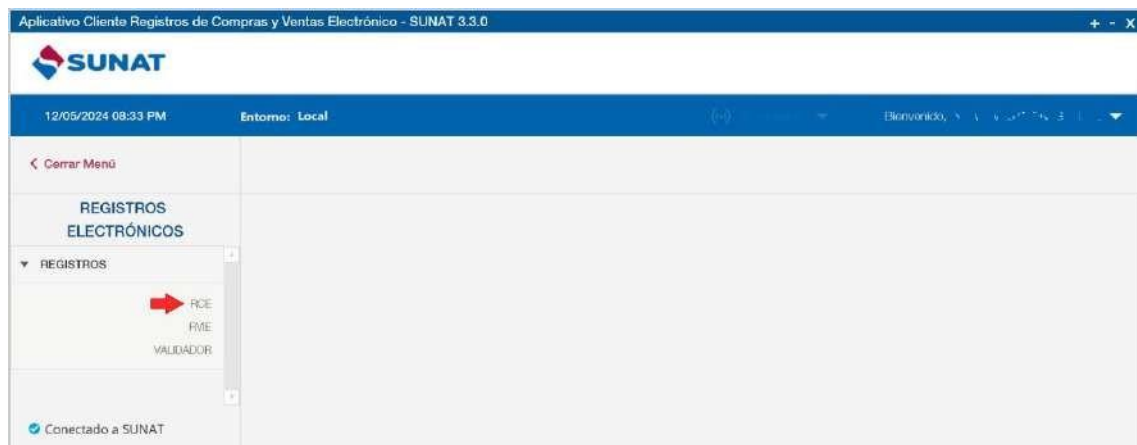 Aplicativo Cliente Registros de Compras y Ventas Electrónico - SUNAT 3.3.0 + - X
SUNAT
12/05/2024 08:33 PM Entorno: Local Bienvenido,
Cerrar Menú
REGISTROS
ELECTRÓNICOS
REGISTROS
RCE
VALIDADOR
Conectado a SUNAT